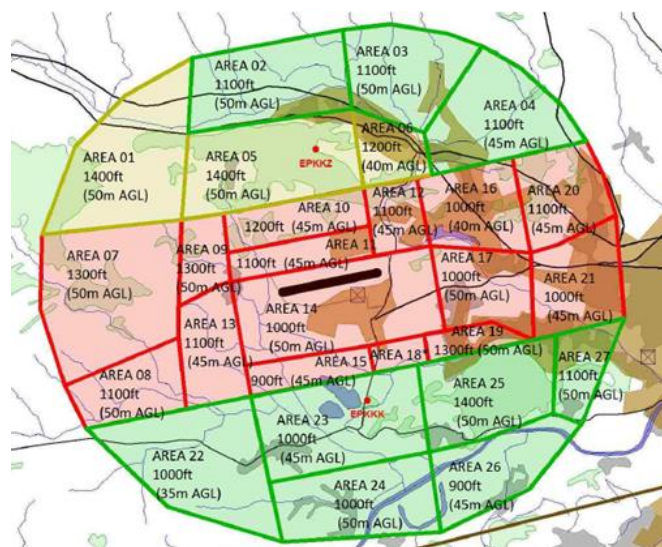 AREA 02
1100ft
(50m AGL)
AREA 03
1100ft
(50m AGL)
AREA 04
1100ft
(45m AGL)
AREA 01
1400ft
(50m AGL)
AREA 05
1400ft
(50m AGL)
EPKKZ
AREA 06
1200ft
(40m AGL)
AREA 07
1300ft
(50m AGL)
AREA 09
1300ft
(50m AGL)
AREA 10
1200ft (45m AGL)
AREA 11
1100ft (45m AGL)
AREA 12
1100ft
(45m AGL)
AREA 16
1000ft
(40m AGL)
AREA 20
1100ft
(45m AGL)
AREA 08
1100ft
(50m AGL)
AREA 13
1100ft
(45m AGL)
AREA 14
1000ft
(50m AGL)
AREA 17
1000ft
(50m AGL)
AREA 21
1000ft
(45m AGL)
AREA 15
900ft (45m AGL)
AREA 18*
AREA 19
1300ft (50m AGL)
AREA 22
1000ft
(35m AGL)
EPKKK
AREA 23
1000ft
(45m AGL)
AREA 25
1400ft
(50m AGL)
AREA 27
1100ft
(50m AGL)
AREA 24
1000ft
(50m AGL)
AREA 26
900ft
(45m AGL)